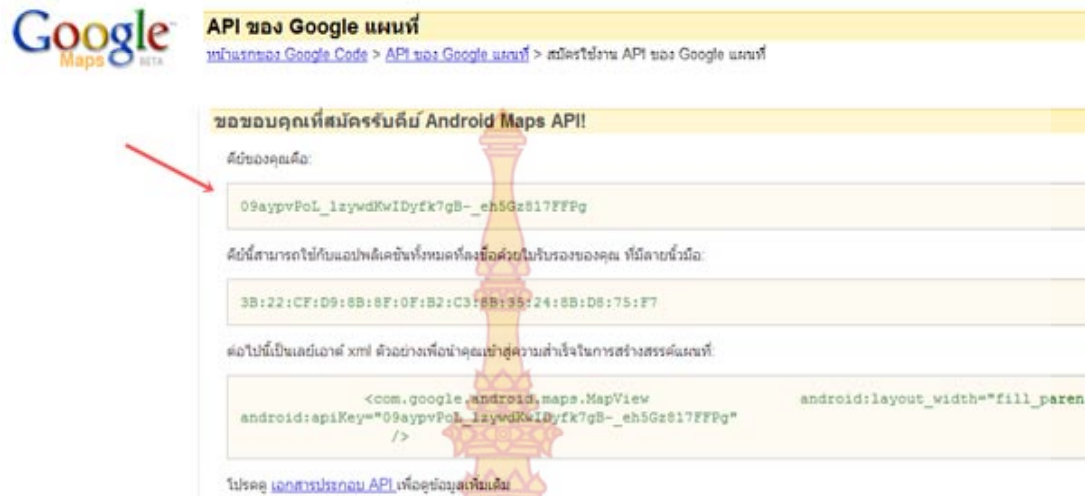 Google
Maps BETA
API ของ Google แผนที่
หน้าแรกของ Google Code > API ของ Google แผนที่ > สมัครใช้งาน API ของ Google แผนที่
ขอขอบคุณที่สมัครรับคีย์ Android Maps API!
คีย์ของคุณคือ:
09aypvPoL_1zywdKwIDyfk7gB-_eh5Gz817FFPg
คีย์นี้สามารถใช้กับแอปพลิเคชันทั้งหมดที่ลงชื่อด้วยใบรับรองของคุณ ที่มีลายนิ้วมือ:
3B:22:CF:D9:8B:8F:0F:B2:C3:8B:35:24:8B:D8:75:F7
ต่อไปนี้เป็นเลย์เอาต์ xml ตัวอย่างเพื่อนำคุณเข้าสู่ความสำเร็จในการสร้างสรรค์แผนที่:
<com.google.android.maps.MapView android:layout_width="fill_paren
android:apiKey="09aypvPoL_1zywdKwIDyfk7gB-_eh5Gz817FFPg"
/>
โปรดดู เอกสารประกอบ API เพื่อดูข้อมูลเพิ่มเติม